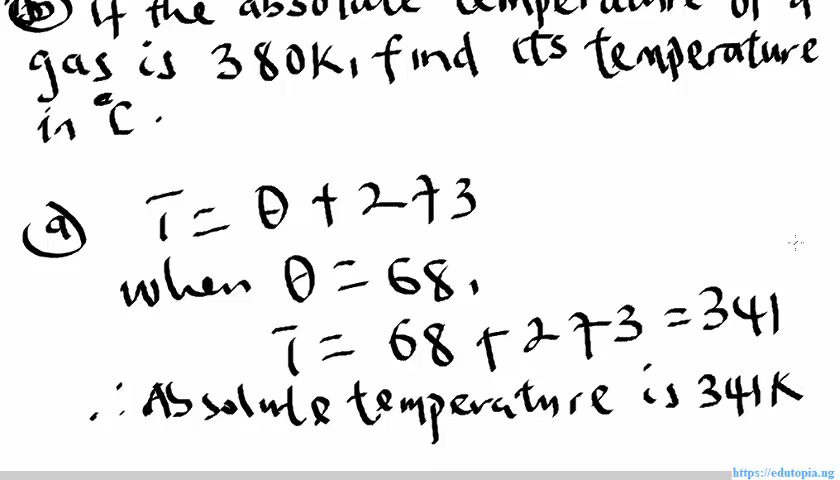 (b) If the absolute temperature of a
gas is 380K, find its temperature
in °C.
(a) T = θ + 273
when θ = 68,
T = 68 + 273 = 341
∴ Absolute temperature is 341K
https://edutopia.ng